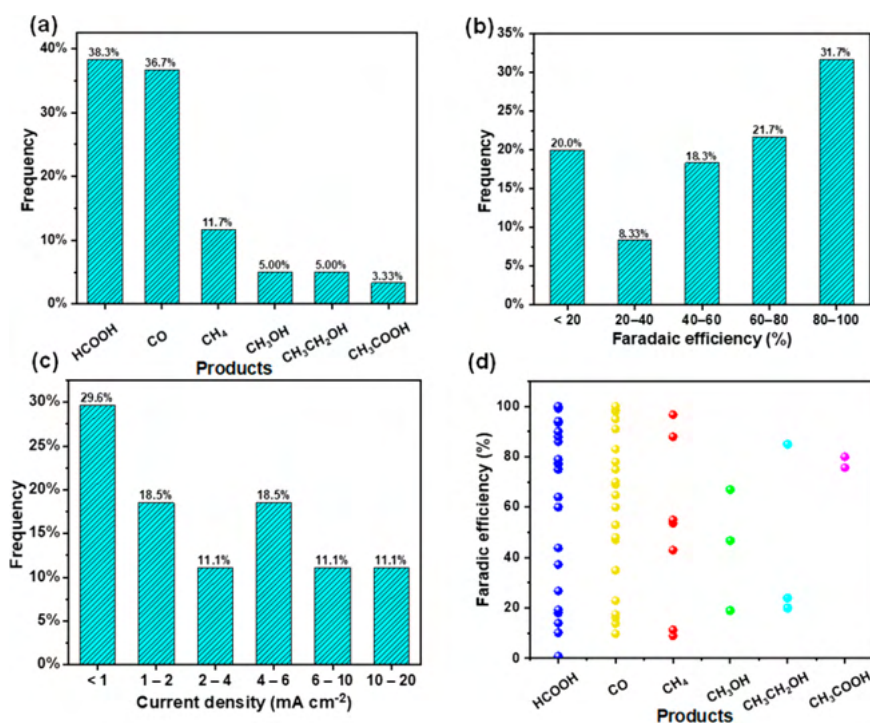 (a)
Frequency
40%
30%
20%
10%
0%
38.3%
36.7%
11.7%
5.00%
5.00%
3.33%
HCOOH
CO
CH₄
CH₃OH
CH₃CH₂OH
CH₃COOH
Products
(b)
Frequency
35%
30%
25%
20%
15%
10%
5%
0%
20.0%
8.33%
18.3%
21.7%
31.7%
< 20
20–40
40–60
60–80
80–100
Faradaic efficiency (%)
(c)
Frequency
30%
25%
20%
15%
10%
5%
0%
29.6%
18.5%
11.1%
18.5%
11.1%
11.1%
< 1
1 – 2
2 – 4
4 – 6
6 – 10
10 – 20
Current density (mA cm⁻²)
(d)
Faradic efficiency (%)
100
80
60
40
20
0
HCOOH
CO
CH₄
CH₃OH
CH₃CH₂OH
CH₃COOH
Products